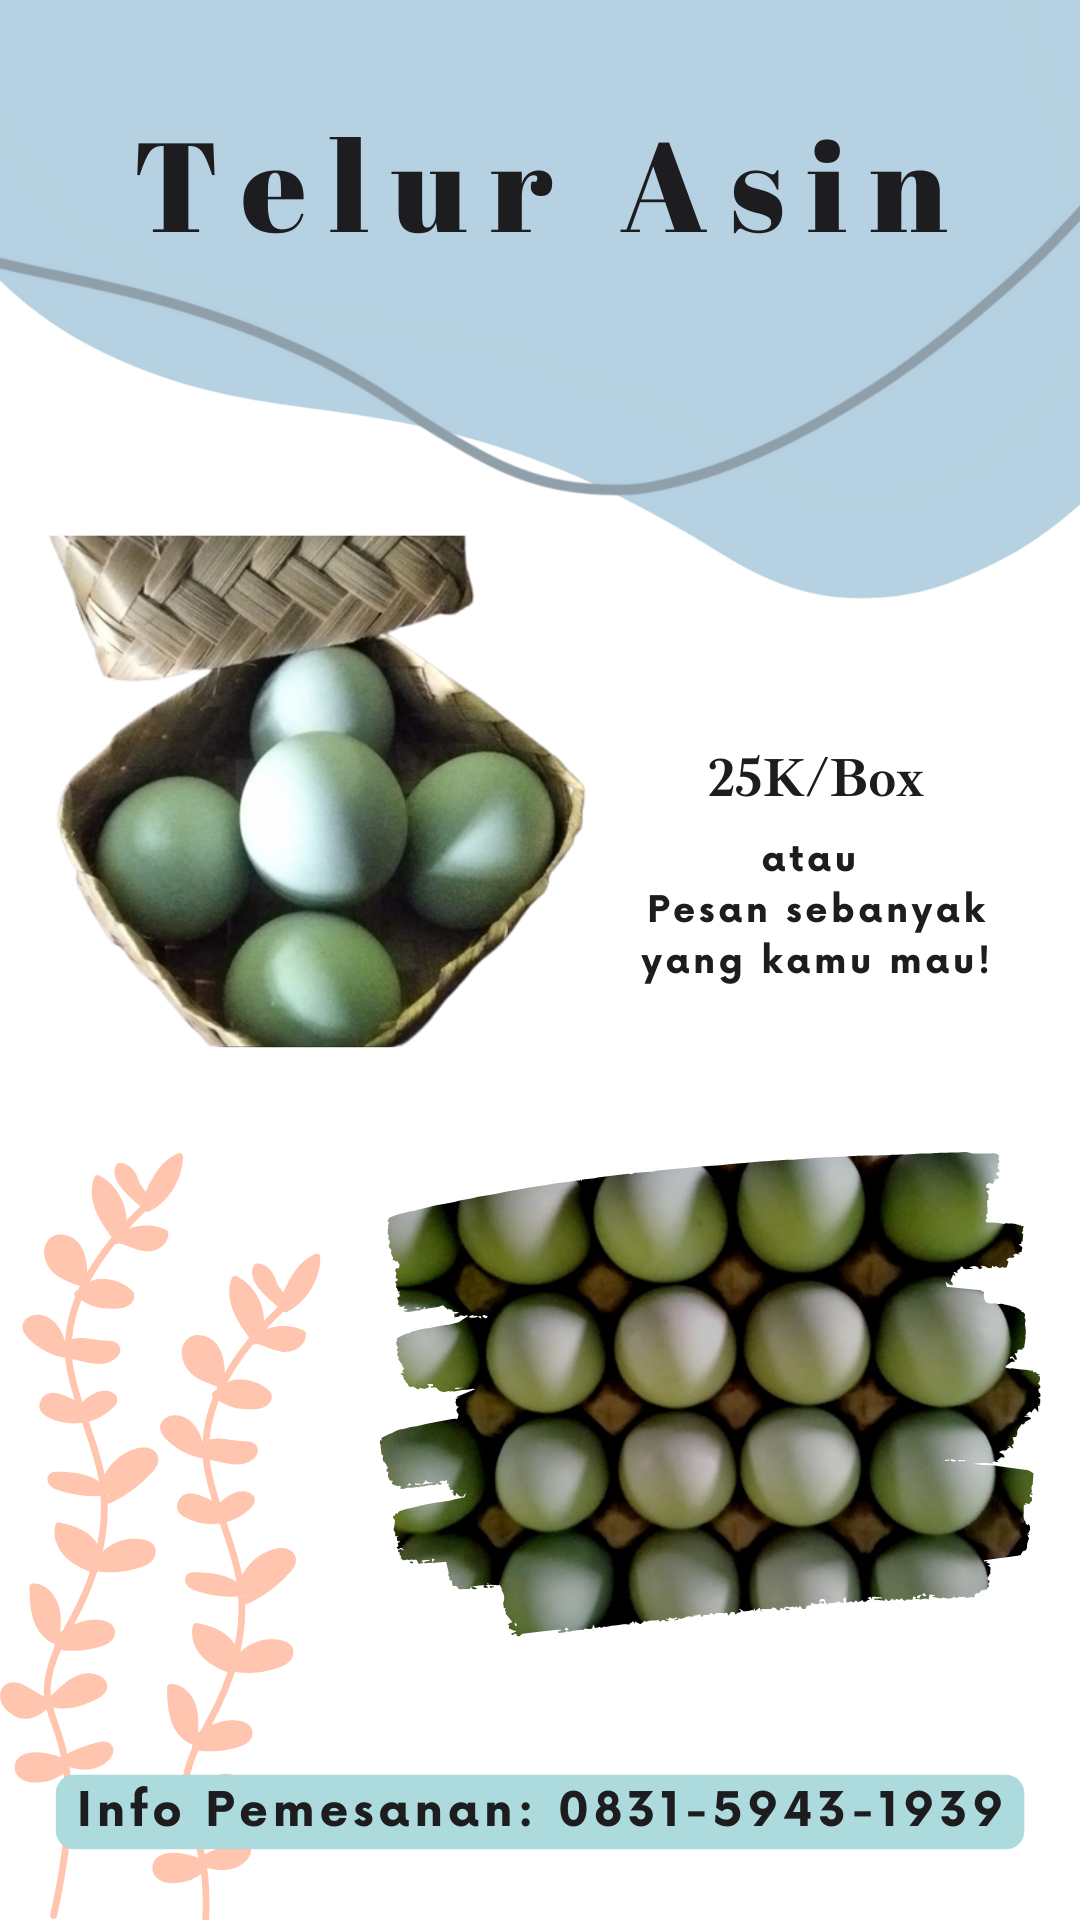 Telur Asin
25K/Box
atau
Pesan sebanyak
yang kamu mau!
Info Pemesanan: 0831-5943-1939